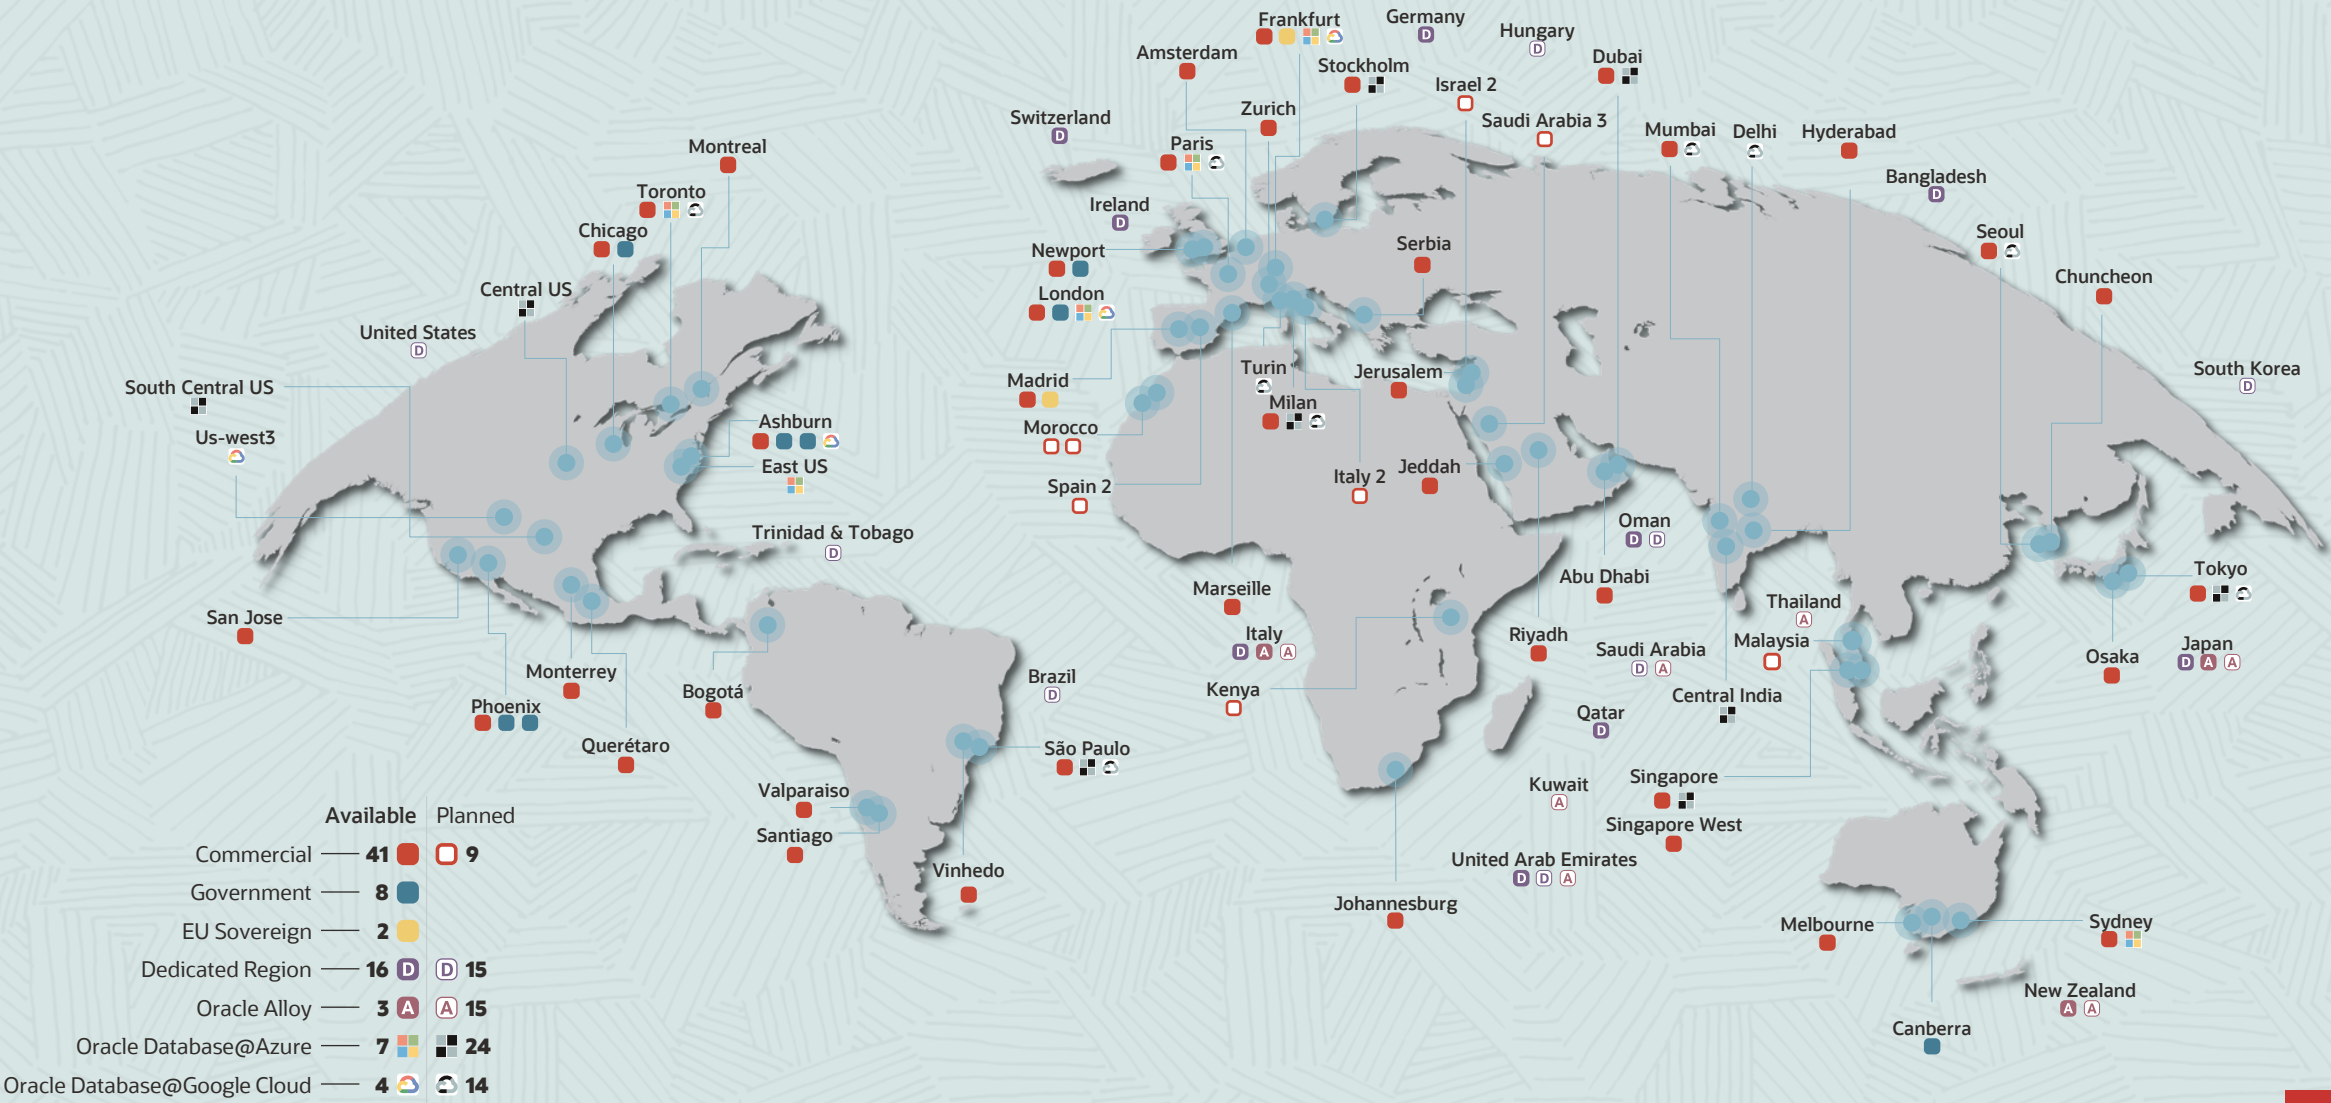 Frankfurt
Germany
Hungary
Amsterdam
Dubai
Stockholm
Israel 2
Zurich
Switzerland
Saudi Arabia 3
Mumbai
Delhi
Hyderabad
Paris
Montreal
Bangladesh
Toronto
Ireland
Chicago
Seoul
Newport
Serbia
Chuncheon
Central US
London
United States
South Korea
Turin
Jerusalem
Madrid
South Central US
Milan
Ashburn
Morocco
Us-west3
East US
Jeddah
Italy 2
Spain 2
Oman
Trinidad & Tobago
Tokyo
Abu Dhabi
Marseille
Thailand
San Jose
Italy
Riyadh
Malaysia
Japan
Saudi Arabia
Osaka
Monterrey
Brazil
Bogotá
Kenya
Central India
Phoenix
Qatar
Querétaro
São Paulo
Singapore
Kuwait
Valparaiso
Singapore West
Santiago
United Arab Emirates
Vinhedo
Johannesburg
Melbourne
Sydney
New Zealand
Canberra
Available Planned
Commercial 41 9
Government 8
EU Sovereign 2
Dedicated Region 16 D D 15
Oracle Alloy 3 A A 15
Oracle Database@Azure 7 24
Oracle Database@Google Cloud 4 14